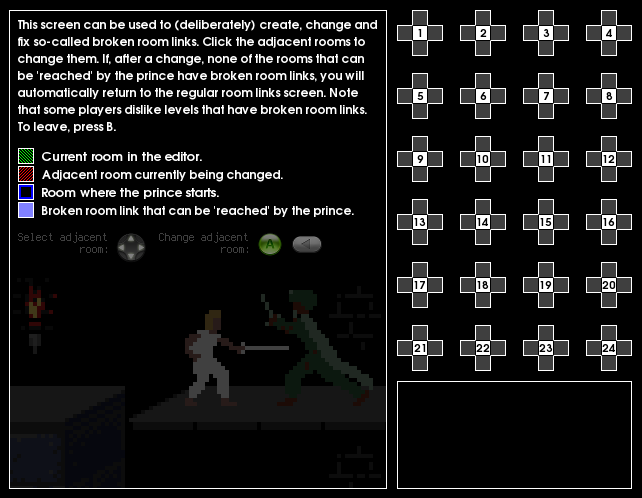 This screen can be used to (deliberately) create, change and
fix so-called broken room links. Click the adjacent rooms to
change them. If, after a change, none of the rooms that can
be 'reached' by the prince have broken room links, you will
automatically return to the regular room links screen. Note
that some players dislike levels that have broken room links.
To leave, press B.
Current room in the editor.
Adjacent room currently being changed.
Room where the prince starts.
Broken room link that can be 'reached' by the prince.
Select adjacent room:
Change adjacent room:
A
1 2 3 4
5 6 7 8
9 10 11 12
13 14 15 16
17 18 19 20
21 22 23 24